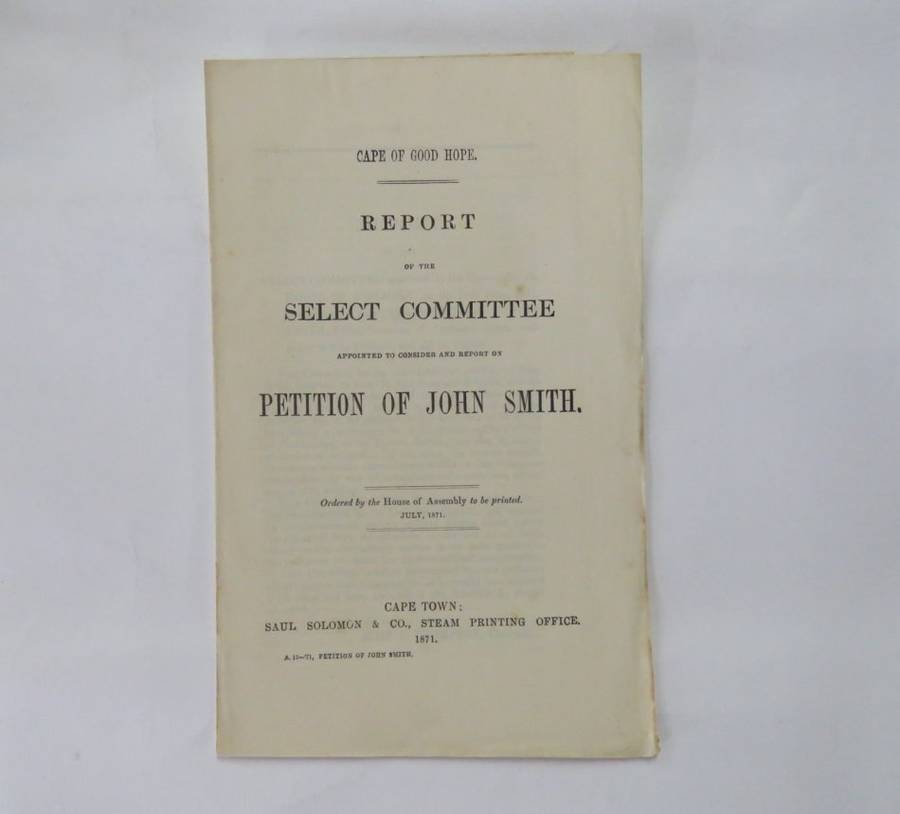 CAPE OF GOOD HOPE.
REPORT
OF THE
SELECT COMMITTEE
APPOINTED TO CONSIDER AND REPORT ON
PETITION OF JOHN SMITH.
Ordered by the House of Assembly to be printed.
JULY, 1871.
CAPE TOWN:
SAUL SOLOMON & CO., STEAM PRINTING OFFICE.
1871.
PETITION OF JOHN SMITH.